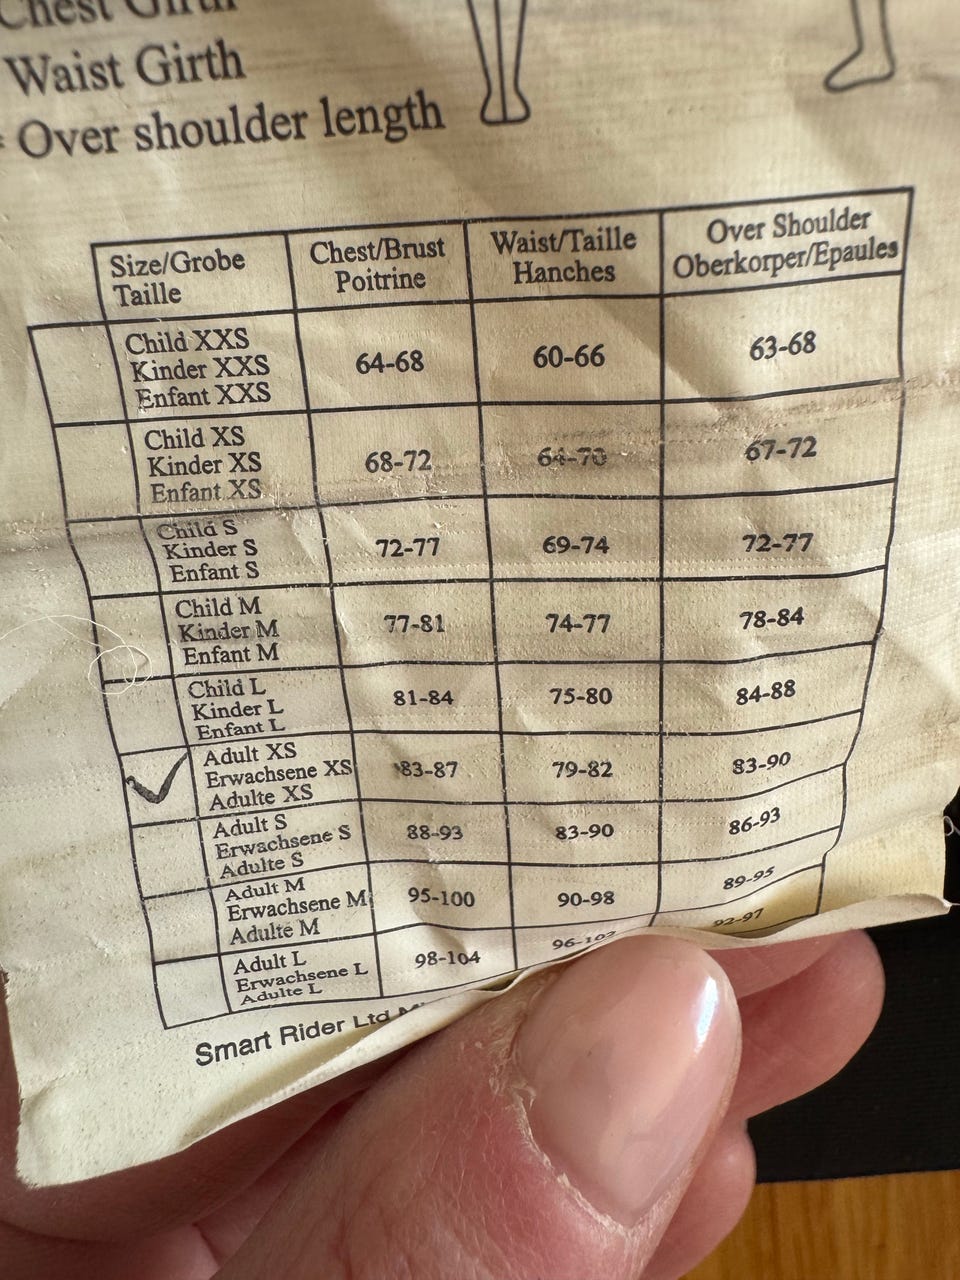 Chest Girth
Waist Girth
= Over shoulder length
Size/Grobe
Taille
Chest/Brust
Poitrine
Waist/Taille
Hanches
Over Shoulder
Oberkorper/Epaules
Child XXS
Kinder XXS
Enfant XXS
64-68
60-66
63-68
Child XS
Kinder XS
Enfant XS
68-72
64-70
67-72
Child S
Kinder S
Enfant S
72-77
69-74
72-77
Child M
Kinder M
Enfant M
77-81
74-77
78-84
Child L
Kinder L
Enfant L
81-84
75-80
84-88
Adult XS
Erwachsene XS
Adulte XS
83-87
79-82
83-90
Adult S
Erwachsene S
Adulte S
88-93
83-90
86-93
Adult M
Erwachsene M
Adulte M
95-100
90-98
89-95
Adult L
Erwachsene L
Adulte L
98-104
96-102
92-97
Smart Rider Ltd